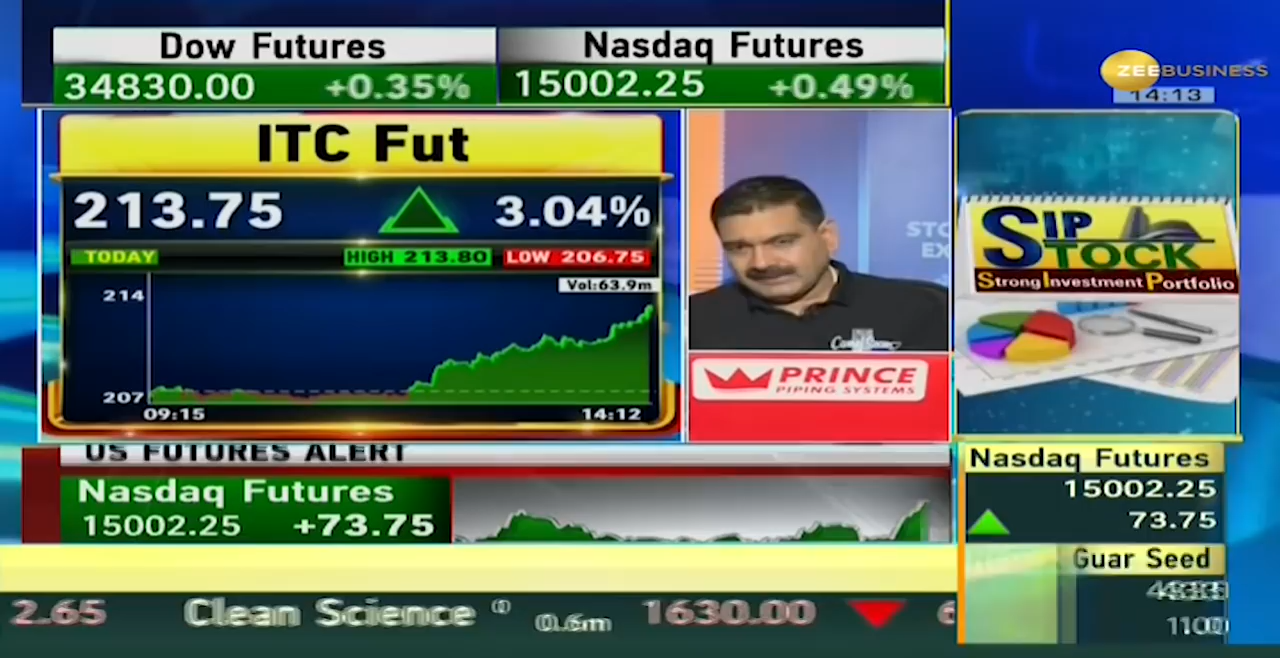 Dow Futures
34830.00 +0.35%
Nasdaq Futures
15002.25 +0.49%
ZEEBUSINESS
14:13
ITC Fut
213.75 3.04%
TODAY HIGH 213.80 LOW 206.75
Vol:63.9m
214
207
09:15 14:12
STO
EX
PRINCE
PIPING SYSTEMS
SIP
STOCK
Strong Investment Portfolio
US FUTURES ALERT
Nasdaq Futures
15002.25 +73.75
Nasdaq Futures
15002.25
73.75
Guar Seed
2.65 Clean Science 0.6m 1630.00